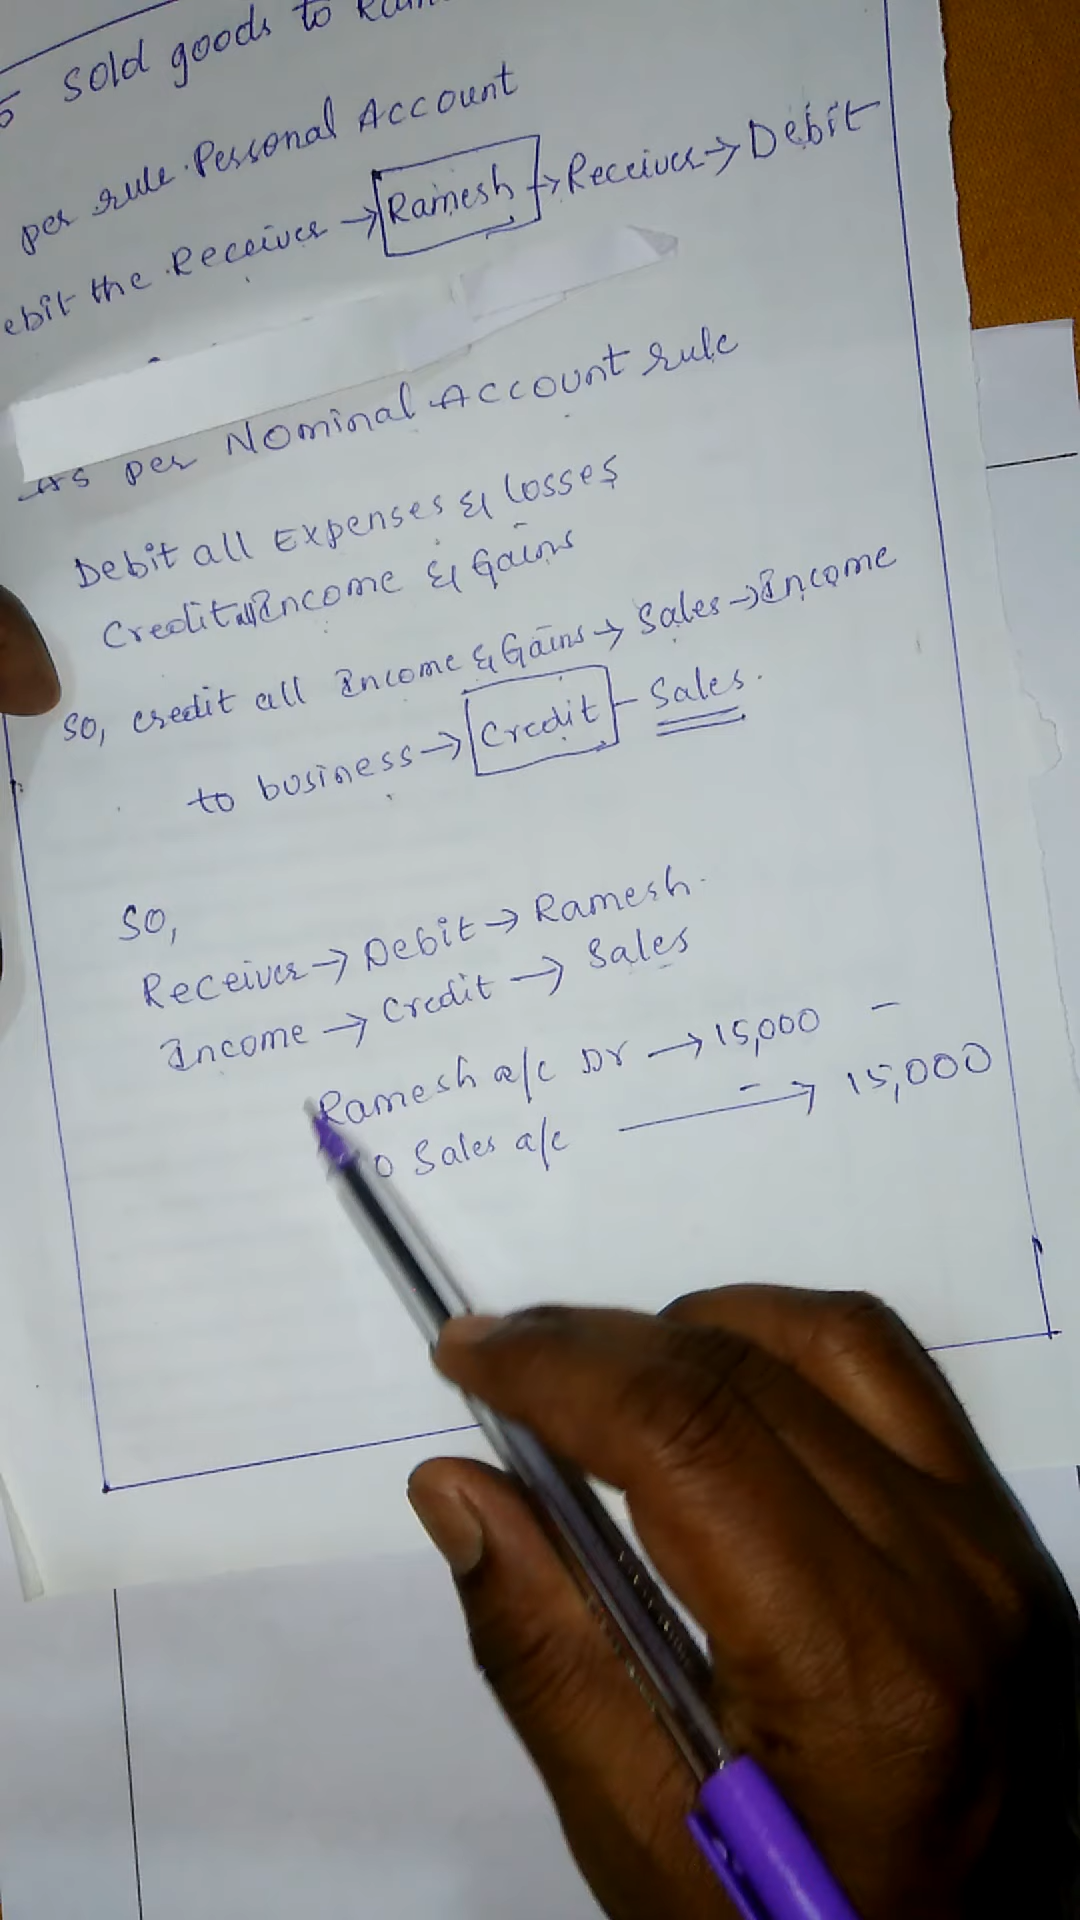 Sold goods to
per rule Personal Account
ebit the Receiver → Ramesh → Receiver → Debit
As per Nominal Account rule
Debit all Expenses & Losses
Credit all Income & Gains
So, credit all Income & Gains → Sales → Income
to business → Credit - Sales.
So,
Receiver → Debit → Ramesh.
Income → Credit → Sales
Ramesh a/c Dr → 15,000 -
o Sales a/c - → 15,000